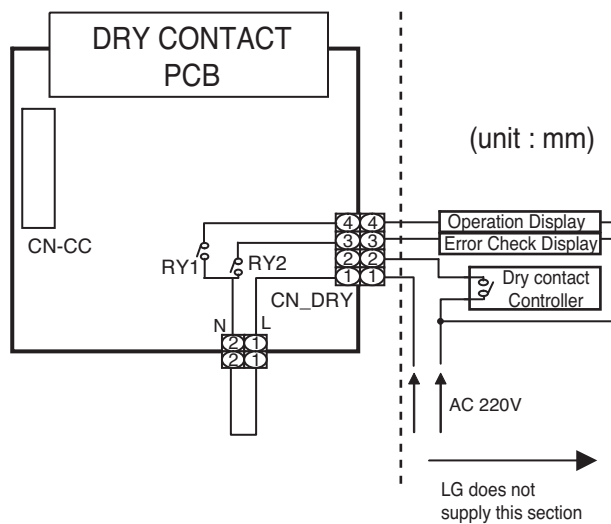 DRY CONTACT
PCB
(unit : mm)
CN-CC
RY1
RY2
4 4
3 3
2 2
1 1
CN_DRY
Operation Display
Error Check Display
Dry contact
Controller
N L
2 1
2 1
AC 220V
LG does not
supply this section